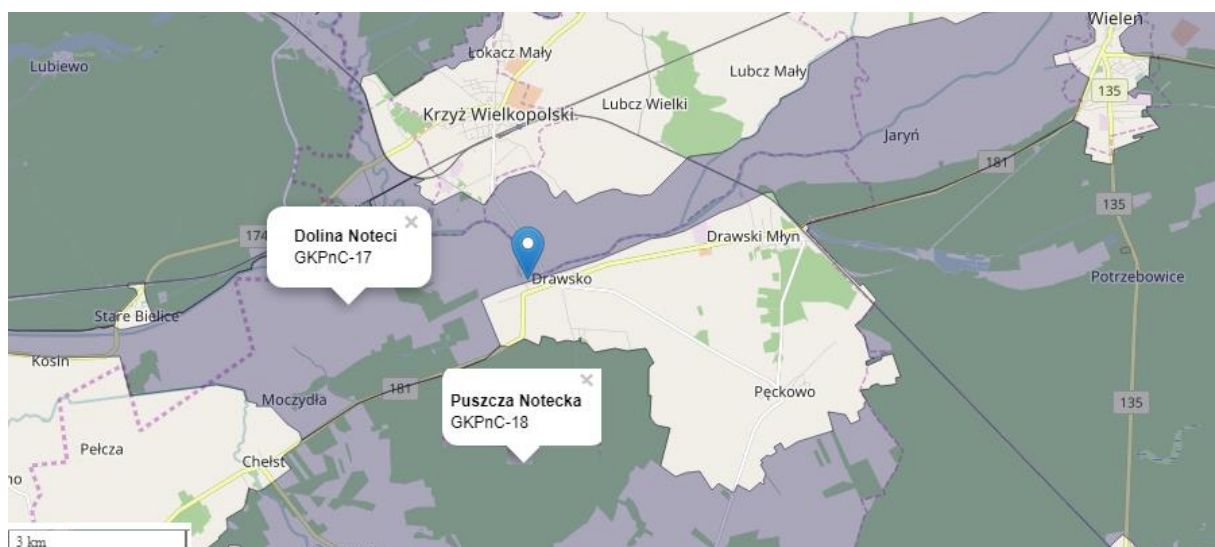 Wieleń
Łokacz Mały
Lubiewo
Lubcz Mały
135
Lubcz Wielki
Krzyż Wielkopolski
Jaryń
181
135
174
Dolina Noteci
GKPnC-17
Drawski Młyn
Drawsko
Potrzebowice
Stare Bielice
Kosin
181
Moczydła
Puszcza Notecka
GKPnC-18
Pęckowo
135
Pełcza
Chełst
no
3 km